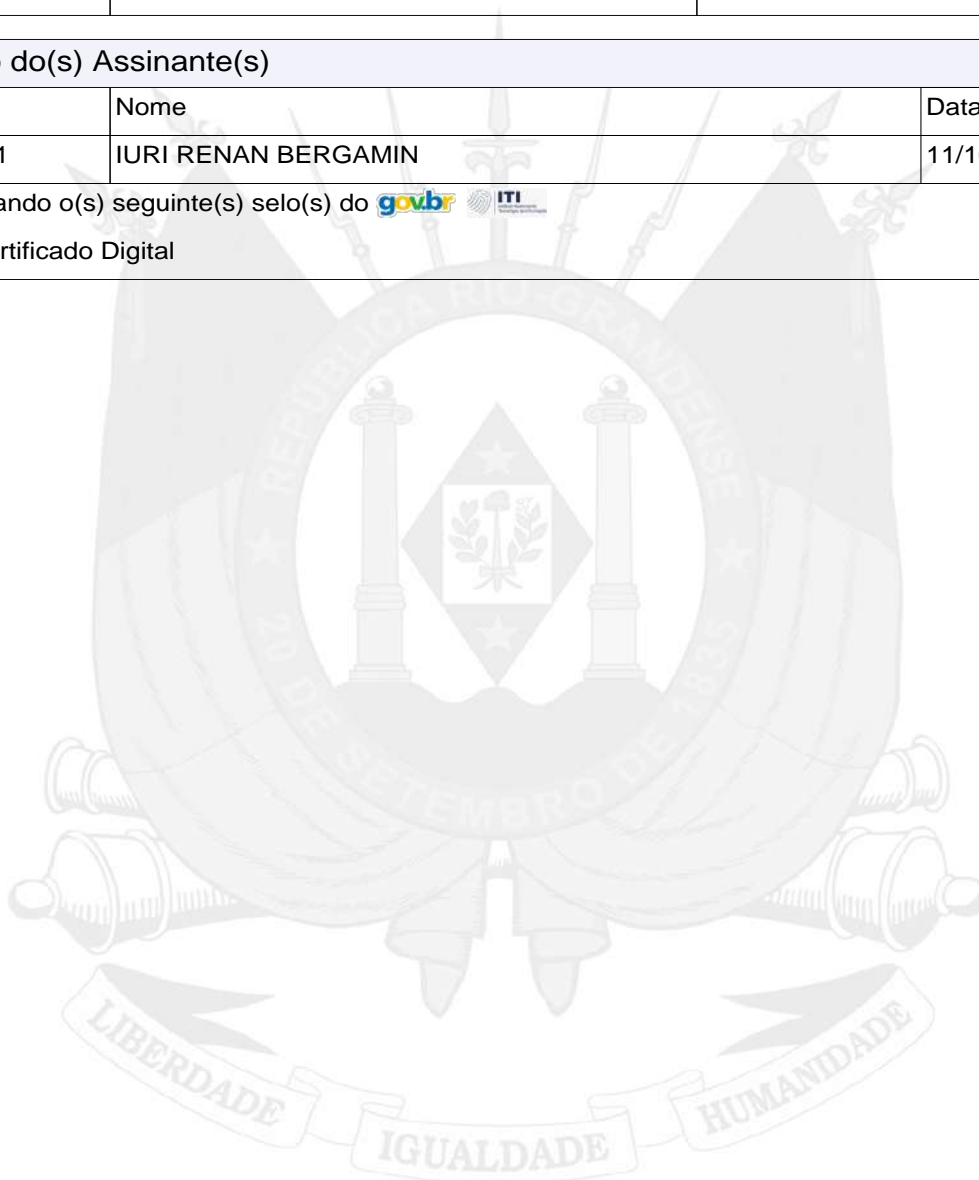 do(s) Assinante(s)
Nome Data
1 IURI RENAN BERGAMIN 11/1
ando o(s) seguinte(s) selo(s) do gov.br ITI
rtificado Digital
REPÚBLICA RIO-GRANDENSE
20 DE SETEMBRO DE 1835
LIBERDADE IGUALDADE HUMANIDADE